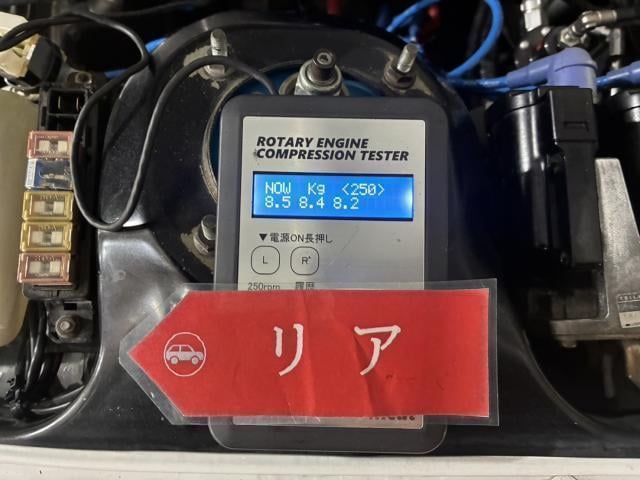 ROTARY ENGINE
COMPRESSION TESTER
NOW Kg <250>
8.5 8.4 8.2
▼電源ON長押し
L R*
250rpm 履歴
リア